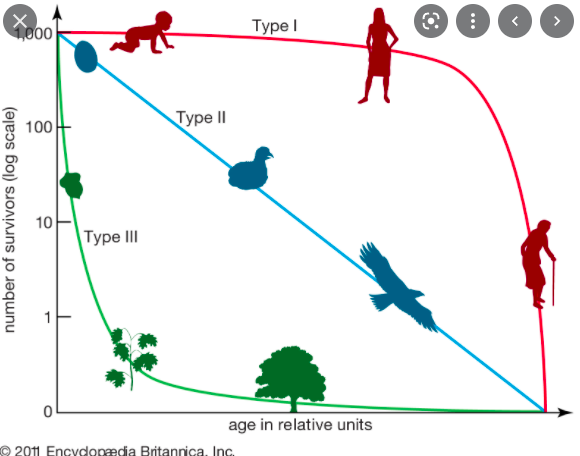 1,000
Type I
Type II
100
number of survivors (log scale)
10
Type III
1
0
age in relative units
© 2011 Encyclopædia Britannica, Inc.